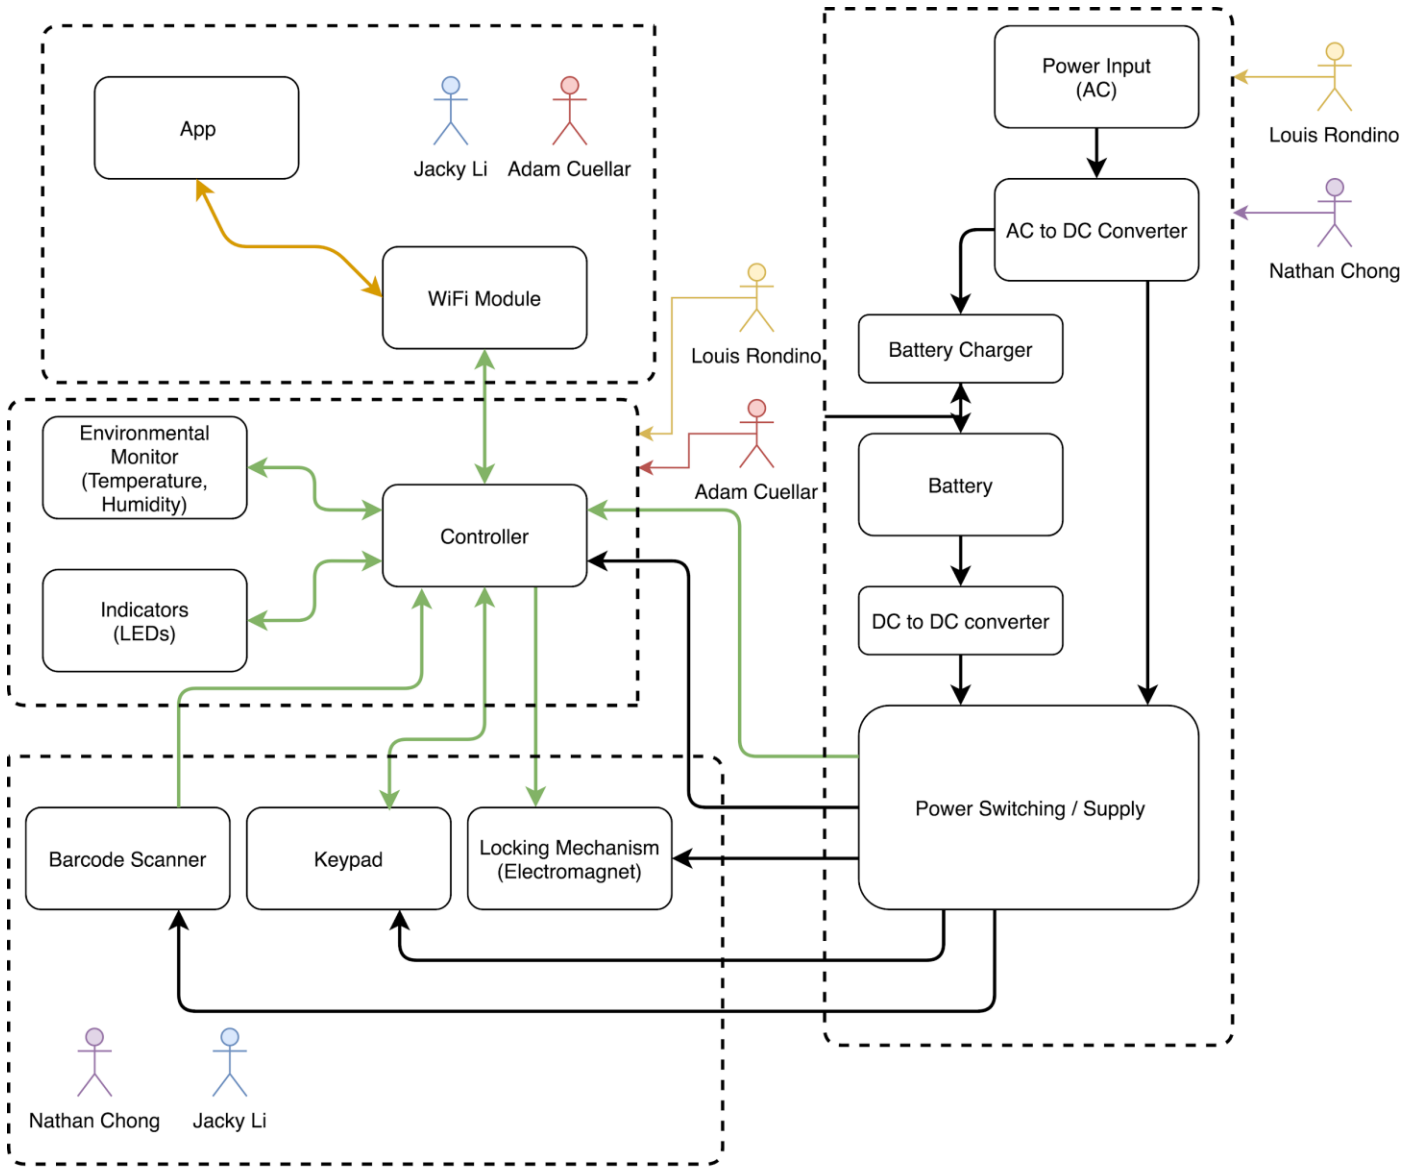 App
Jacky Li
Adam Cuellar
WiFi Module
Power Input
(AC)
Louis Rondino
AC to DC Converter
Nathan Chong
Battery Charger
Louis Rondino
Battery
Adam Cuellar
DC to DC converter
Environmental
Monitor
(Temperature,
Humidity)
Controller
Indicators
(LEDs)
Power Switching / Supply
Barcode Scanner
Keypad
Locking Mechanism
(Electromagnet)
Nathan Chong
Jacky Li